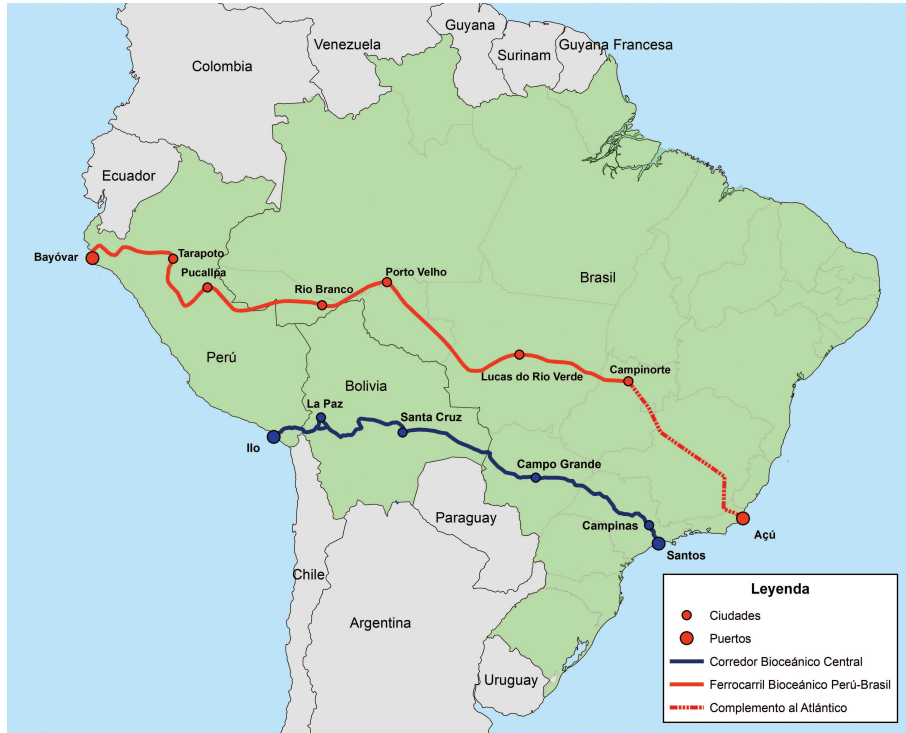 Guyana
Venezuela
Guyana Francesa
Surinam
Colombia
Ecuador
Bayóvar
Tarapoto
Pucallpa
Porto Velho
Rio Branco
Brasil
Perú
Lucas do Rio Verde
Campinorte
Bolivia
La Paz
Santa Cruz
Ilo
Campo Grande
Paraguay
Campinas
Açú
Santos
Chile
Argentina
Uruguay
Leyenda
Ciudades
Puertos
Corredor Bioceánico Central
Ferrocarril Bioceánico Perú-Brasil
Complemento al Atlántico